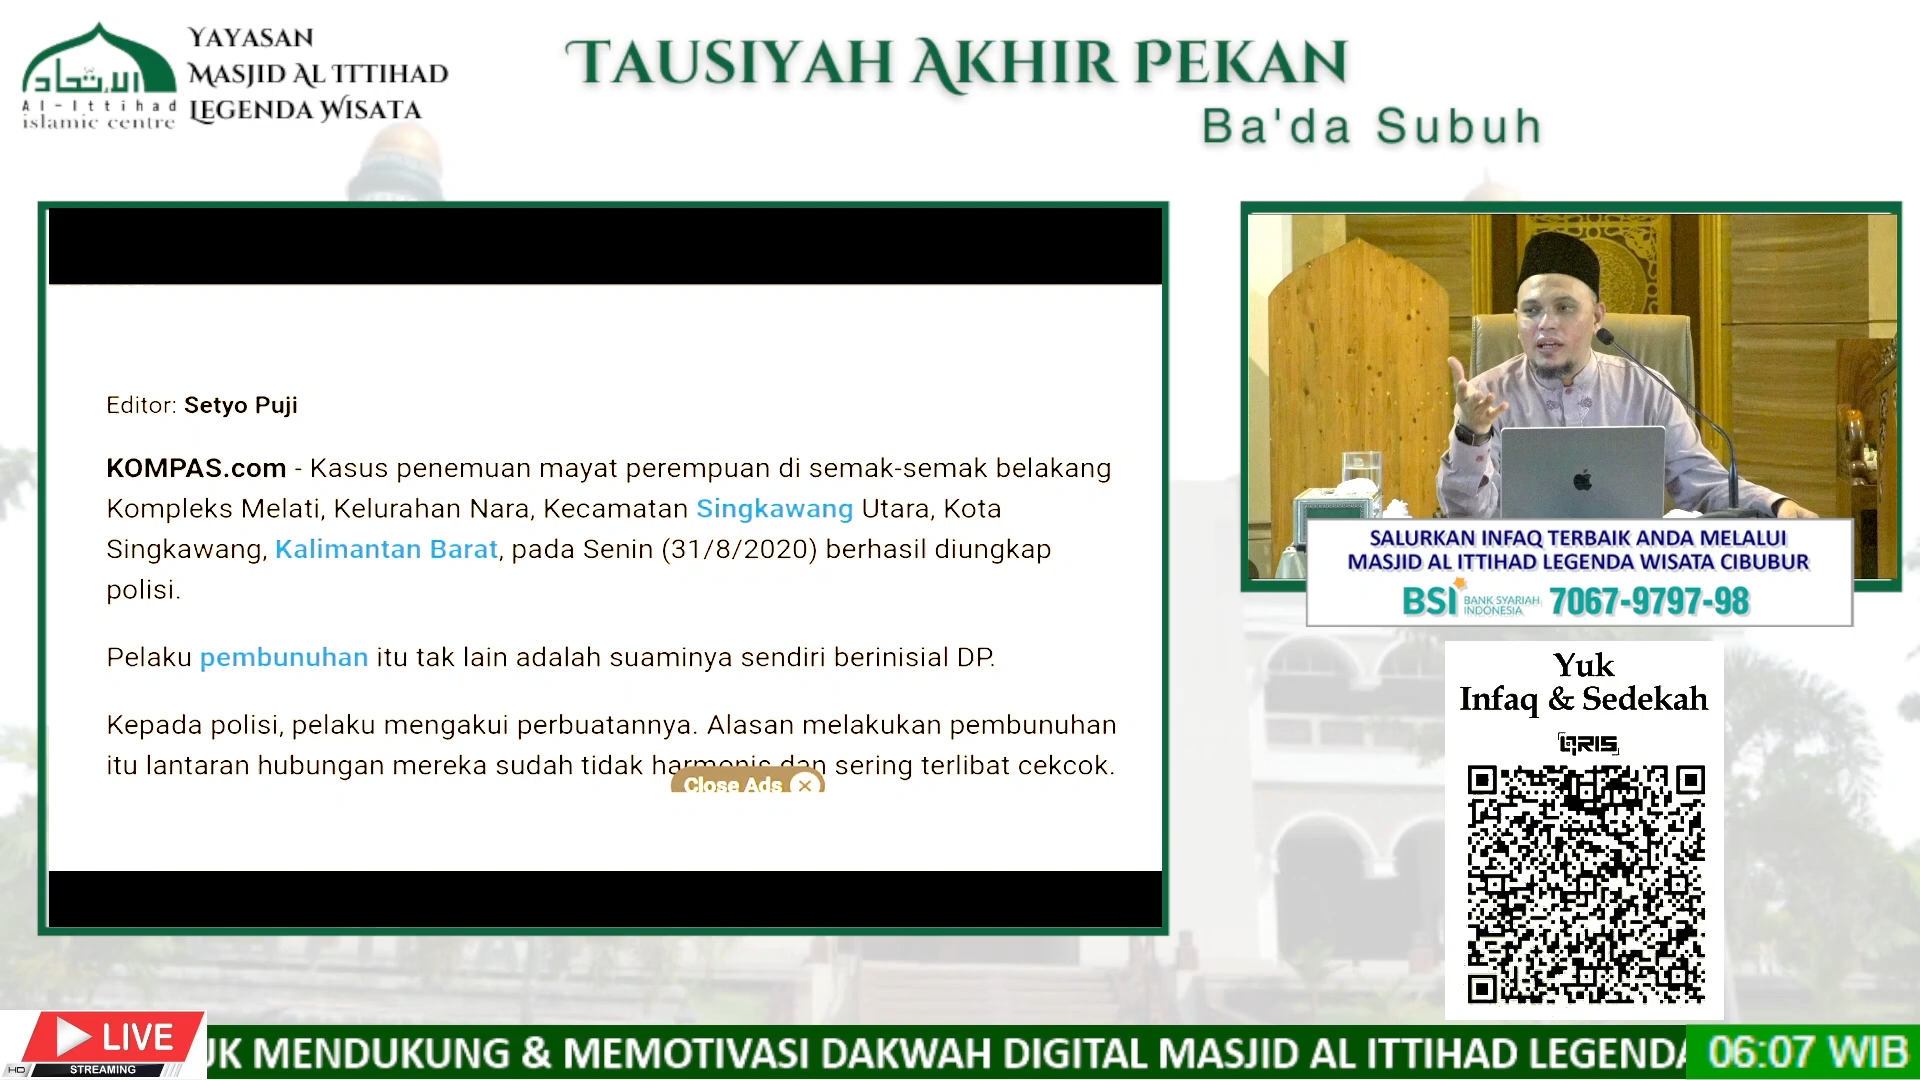 الإتحاد
Al-Ittihad
islamic centre
YAYASAN
MASJID AL ITTIHAD
LEGENDA WISATA
TAUSIYAH AKHIR PEKAN
Ba'da Subuh
Editor: Setyo Puji
KOMPAS.com - Kasus penemuan mayat perempuan di semak-semak belakang
Kompleks Melati, Kelurahan Nara, Kecamatan Singkawang Utara, Kota
Singkawang, Kalimantan Barat, pada Senin (31/8/2020) berhasil diungkap
polisi.
Pelaku pembunuhan itu tak lain adalah suaminya sendiri berinisial DP.
Kepada polisi, pelaku mengakui perbuatannya. Alasan melakukan pembunuhan
itu lantaran hubungan mereka sudah tidak harmonis dan sering terlibat cekcok.
Close Ads
SALURKAN INFAQ TERBAIK ANDA MELALUI
MASJID AL ITTIHAD LEGENDA WISATA CIBUBUR
BSI BANK SYARIAH INDONESIA 7067-9797-98
Yuk
Infaq & Sedekah
QRIS
LIVE
HD STREAMING
UK MENDUKUNG & MEMOTIVASI DAKWAH DIGITAL MASJID AL ITTIHAD LEGENDA
06:07 WIB